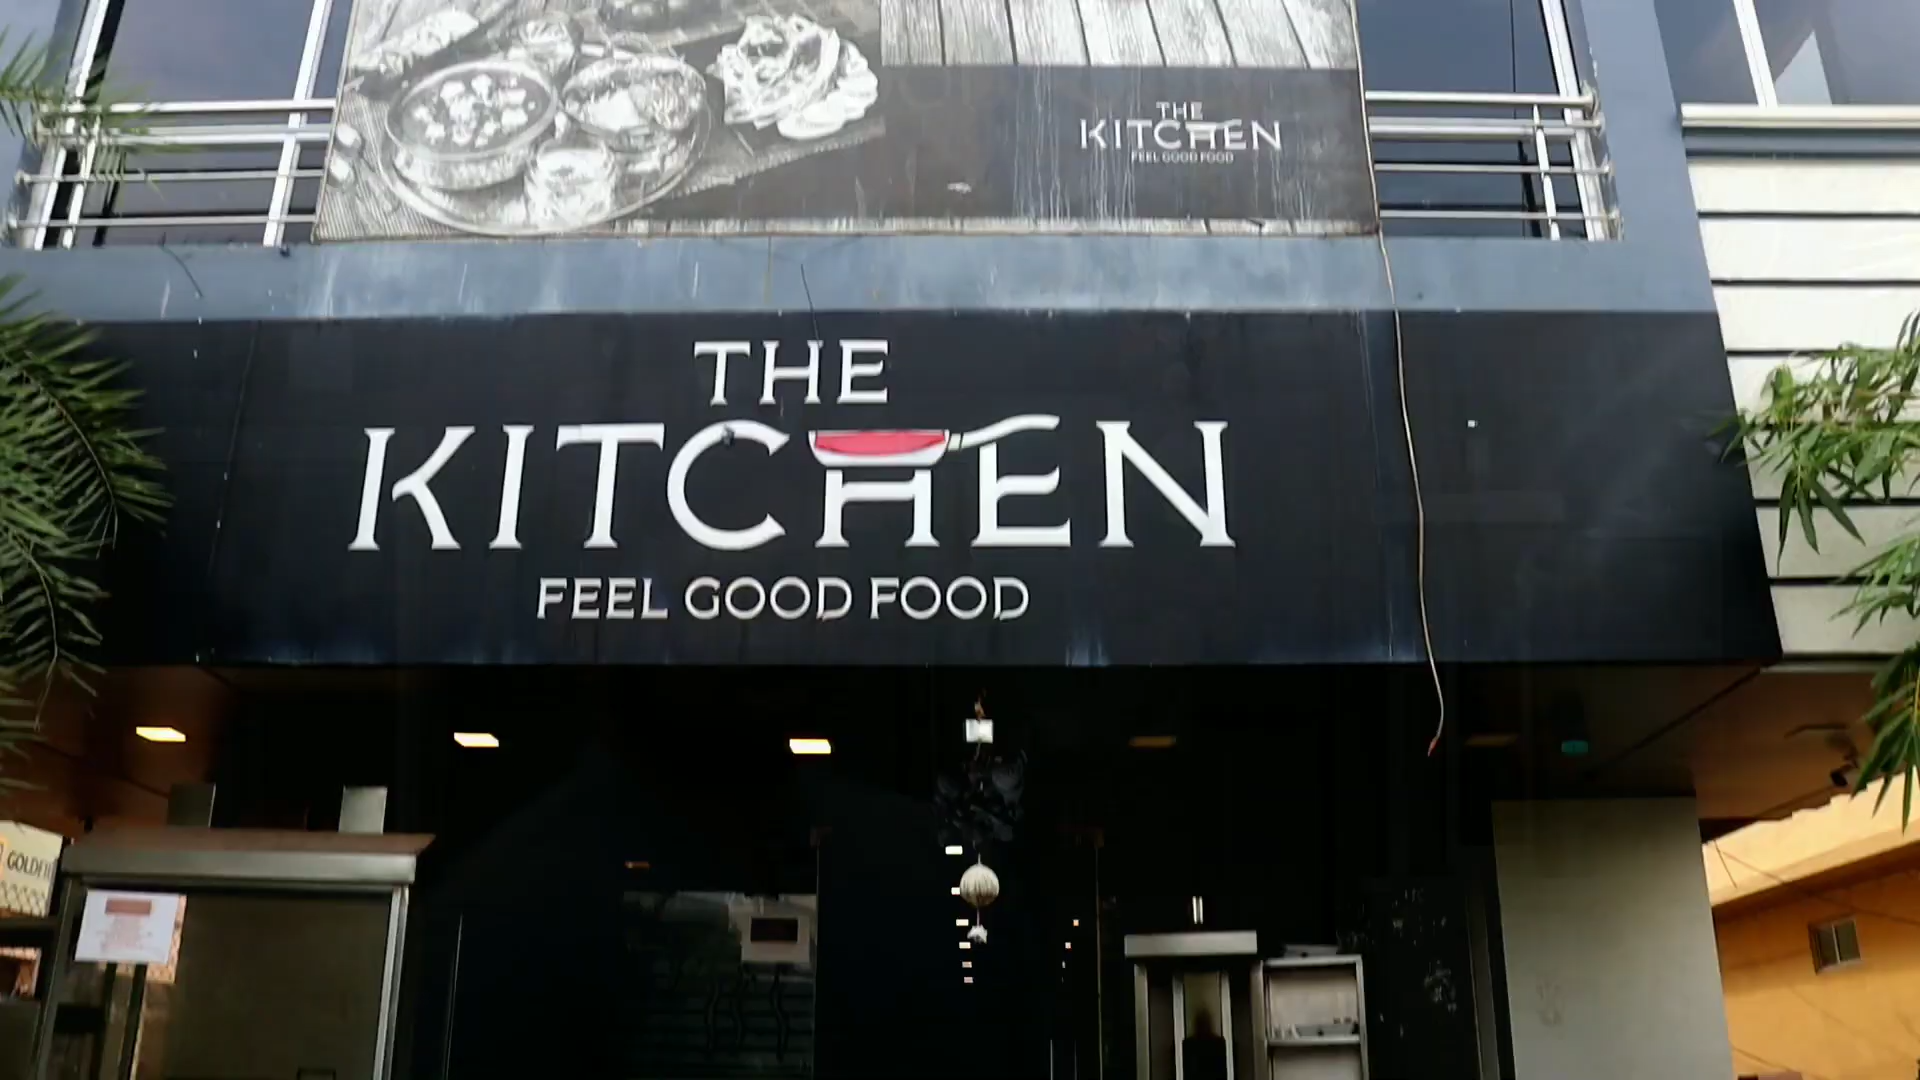 THE
KITCHEN
FEEL GOOD FOOD
THE
KITCHEN
FEEL GOOD FOOD